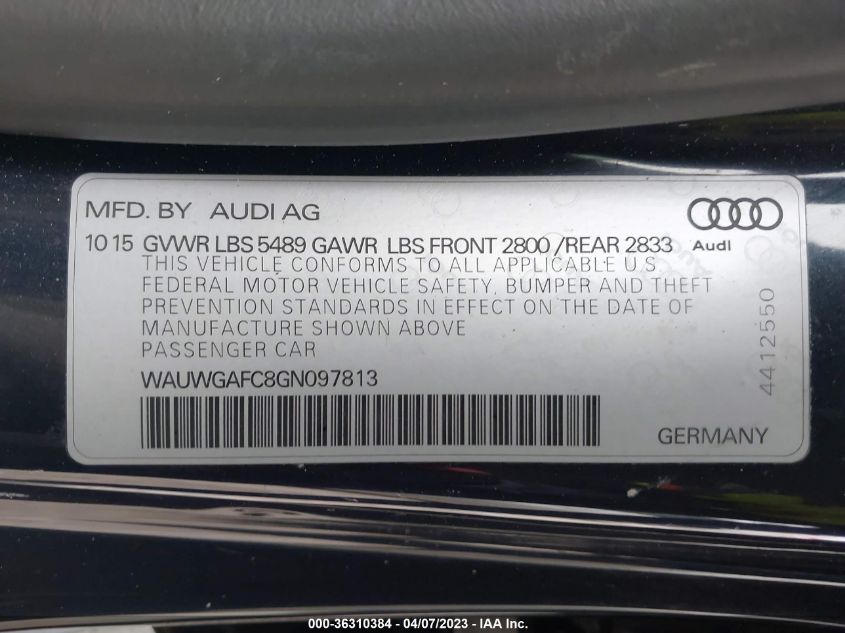 MFD. BY AUDI AG
10 15 GVWR LBS 5489 GAWR LBS FRONT 2800 /REAR 2833
Audi
THIS VEHICLE CONFORMS TO ALL APPLICABLE U.S.
FEDERAL MOTOR VEHICLE SAFETY, BUMPER AND THEFT
PREVENTION STANDARDS IN EFFECT ON THE DATE OF
MANUFACTURE SHOWN ABOVE
PASSENGER CAR
WAUWGAFC8GN097813
4412550
GERMANY
000-36310384 - 04/07/2023 - IAA Inc.